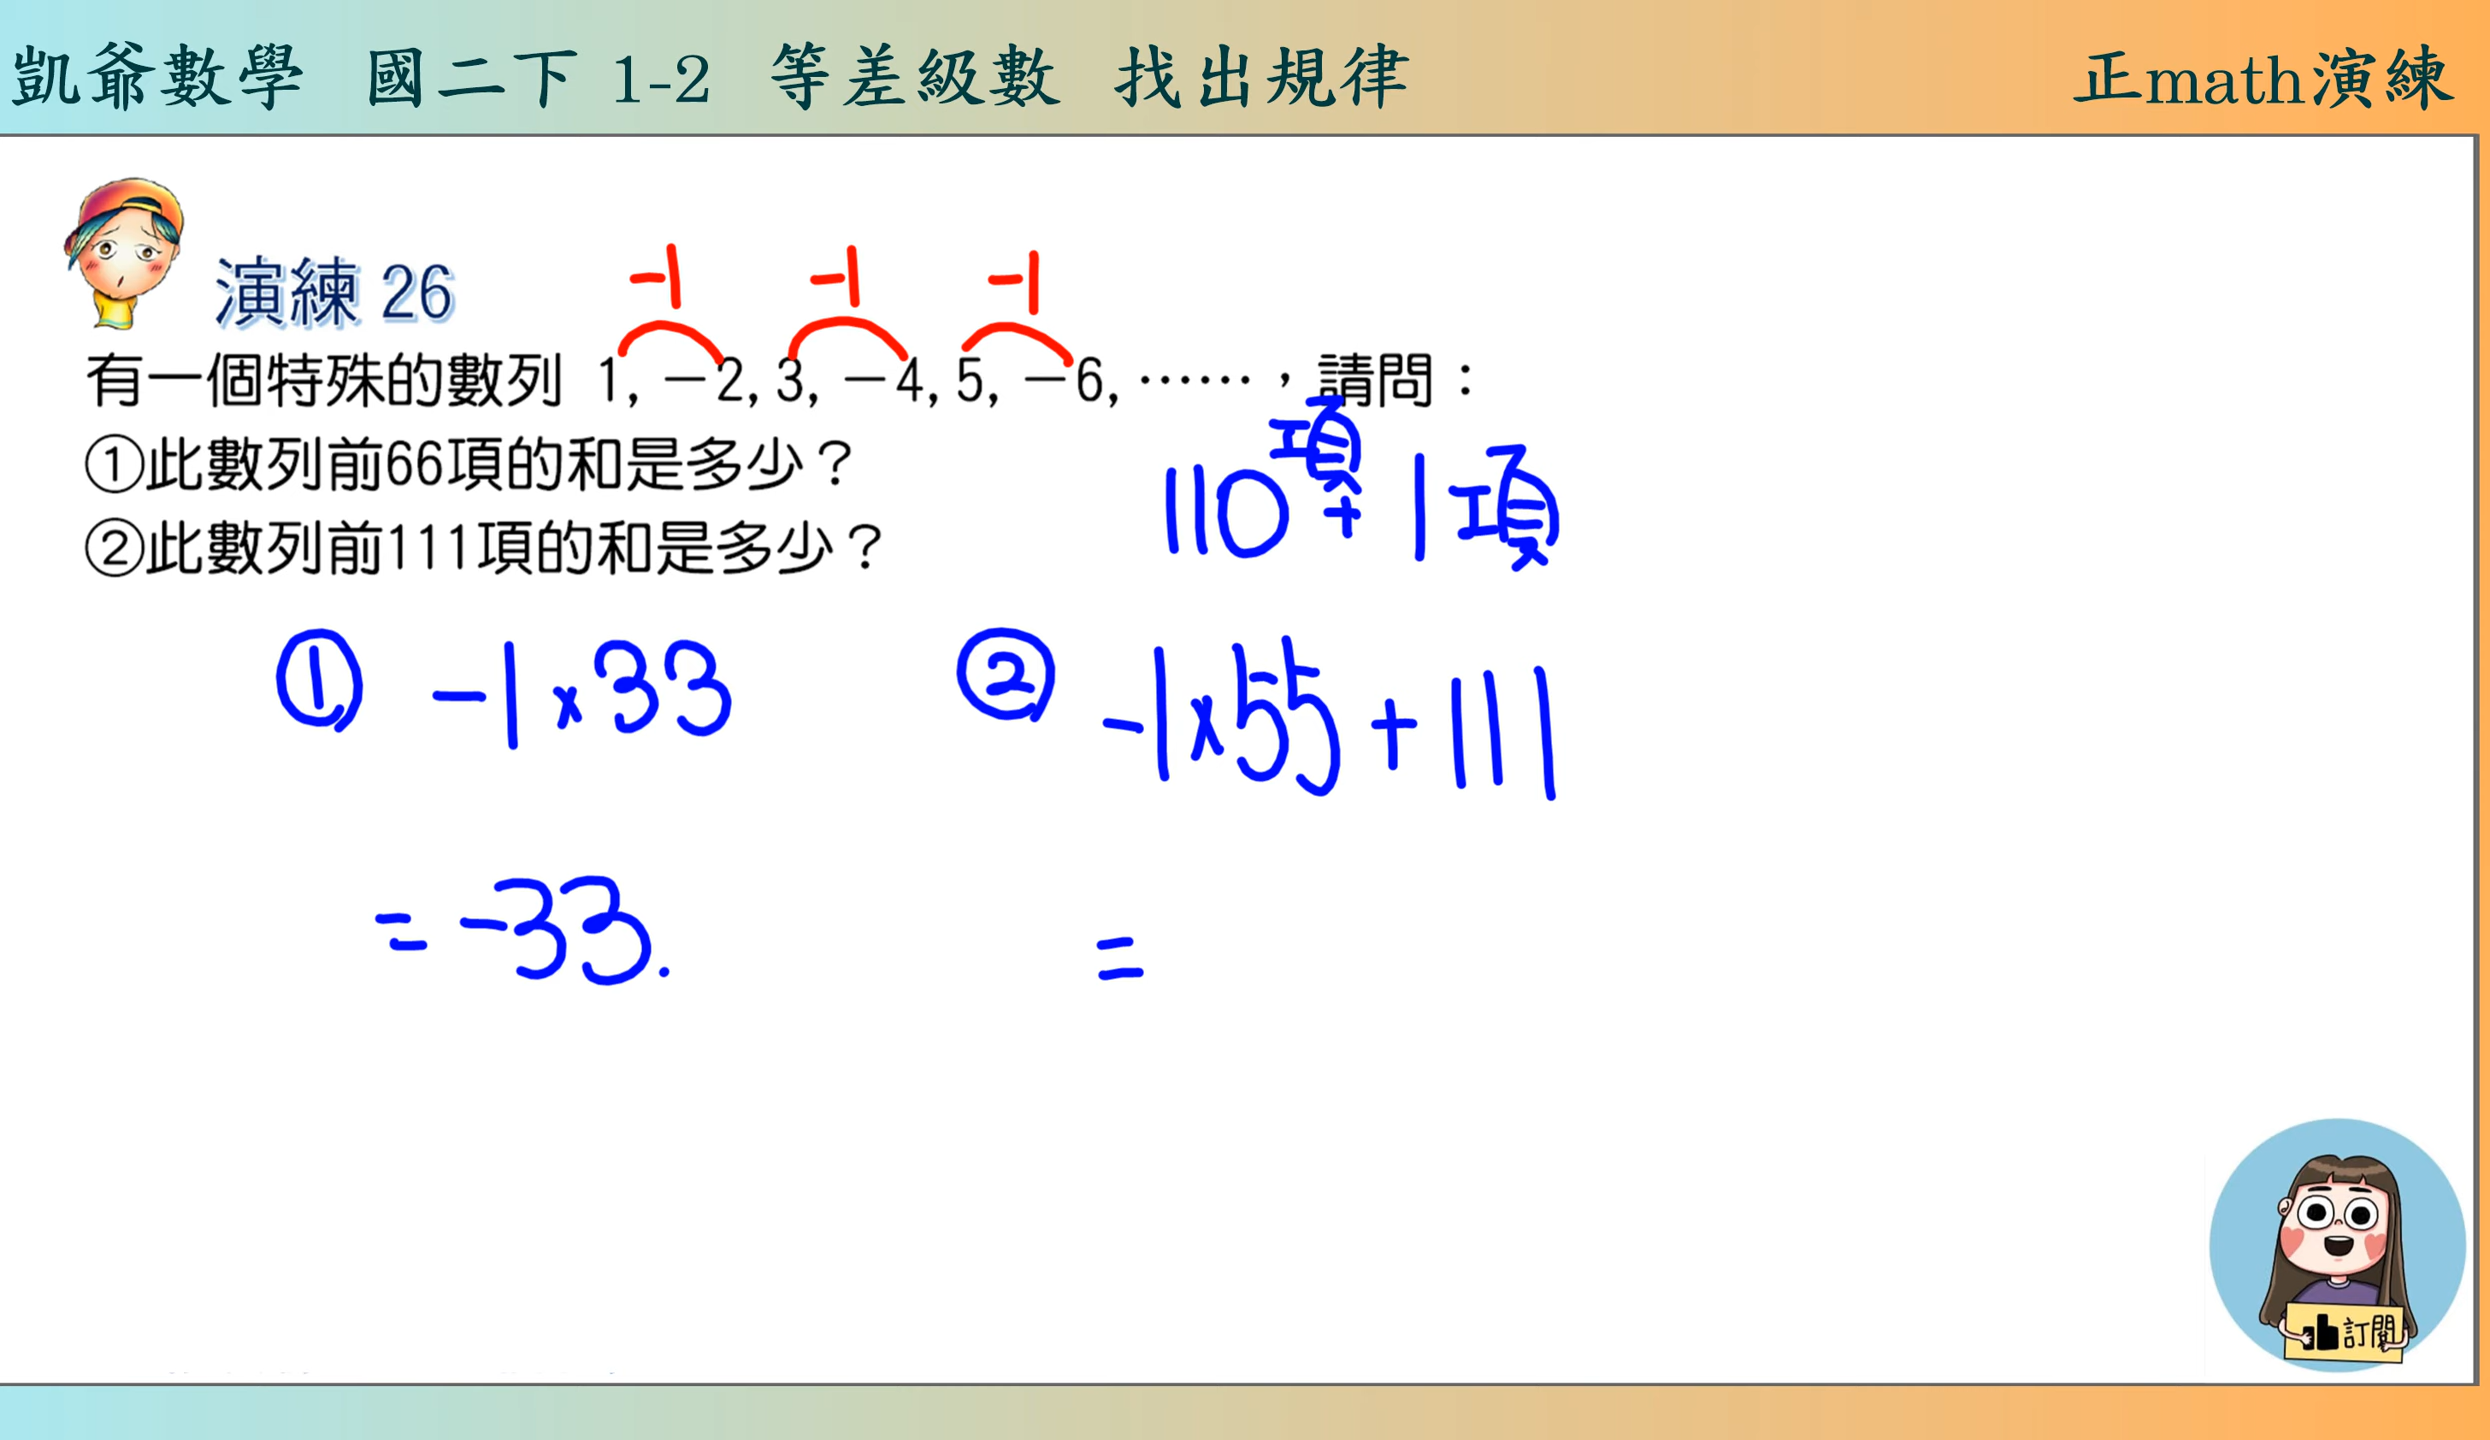 凱爺數學 國二下 1-2 等差級數 找出規律 正math演練
演練 26
-1 -1 -1
有一個特殊的數列 1, －2, 3, －4, 5, －6, ……，請問：
①此數列前66項的和是多少？
②此數列前111項的和是多少？
110項 + 1項
① -1×33
= -33.
② -1×55 + 111
=
訂閱